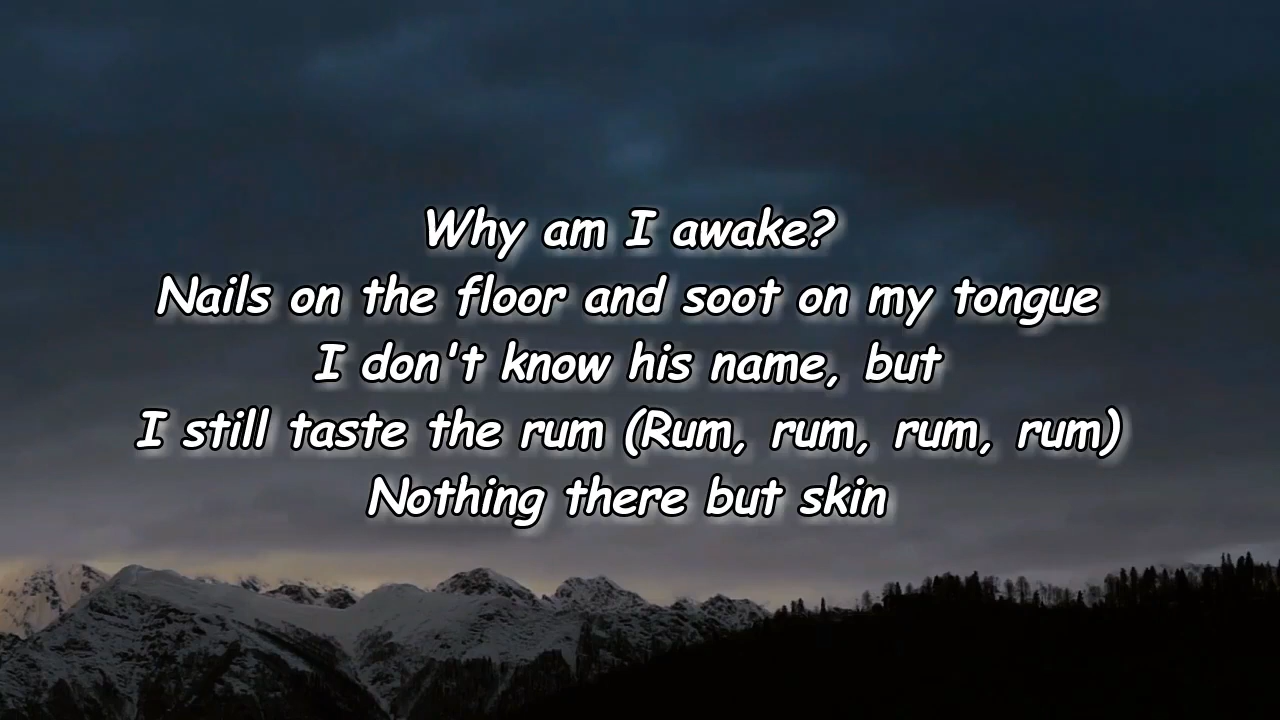 Why am I awake?
Nails on the floor and soot on my tongue
I don't know his name, but
I still taste the rum (Rum, rum, rum, rum)
Nothing there but skin